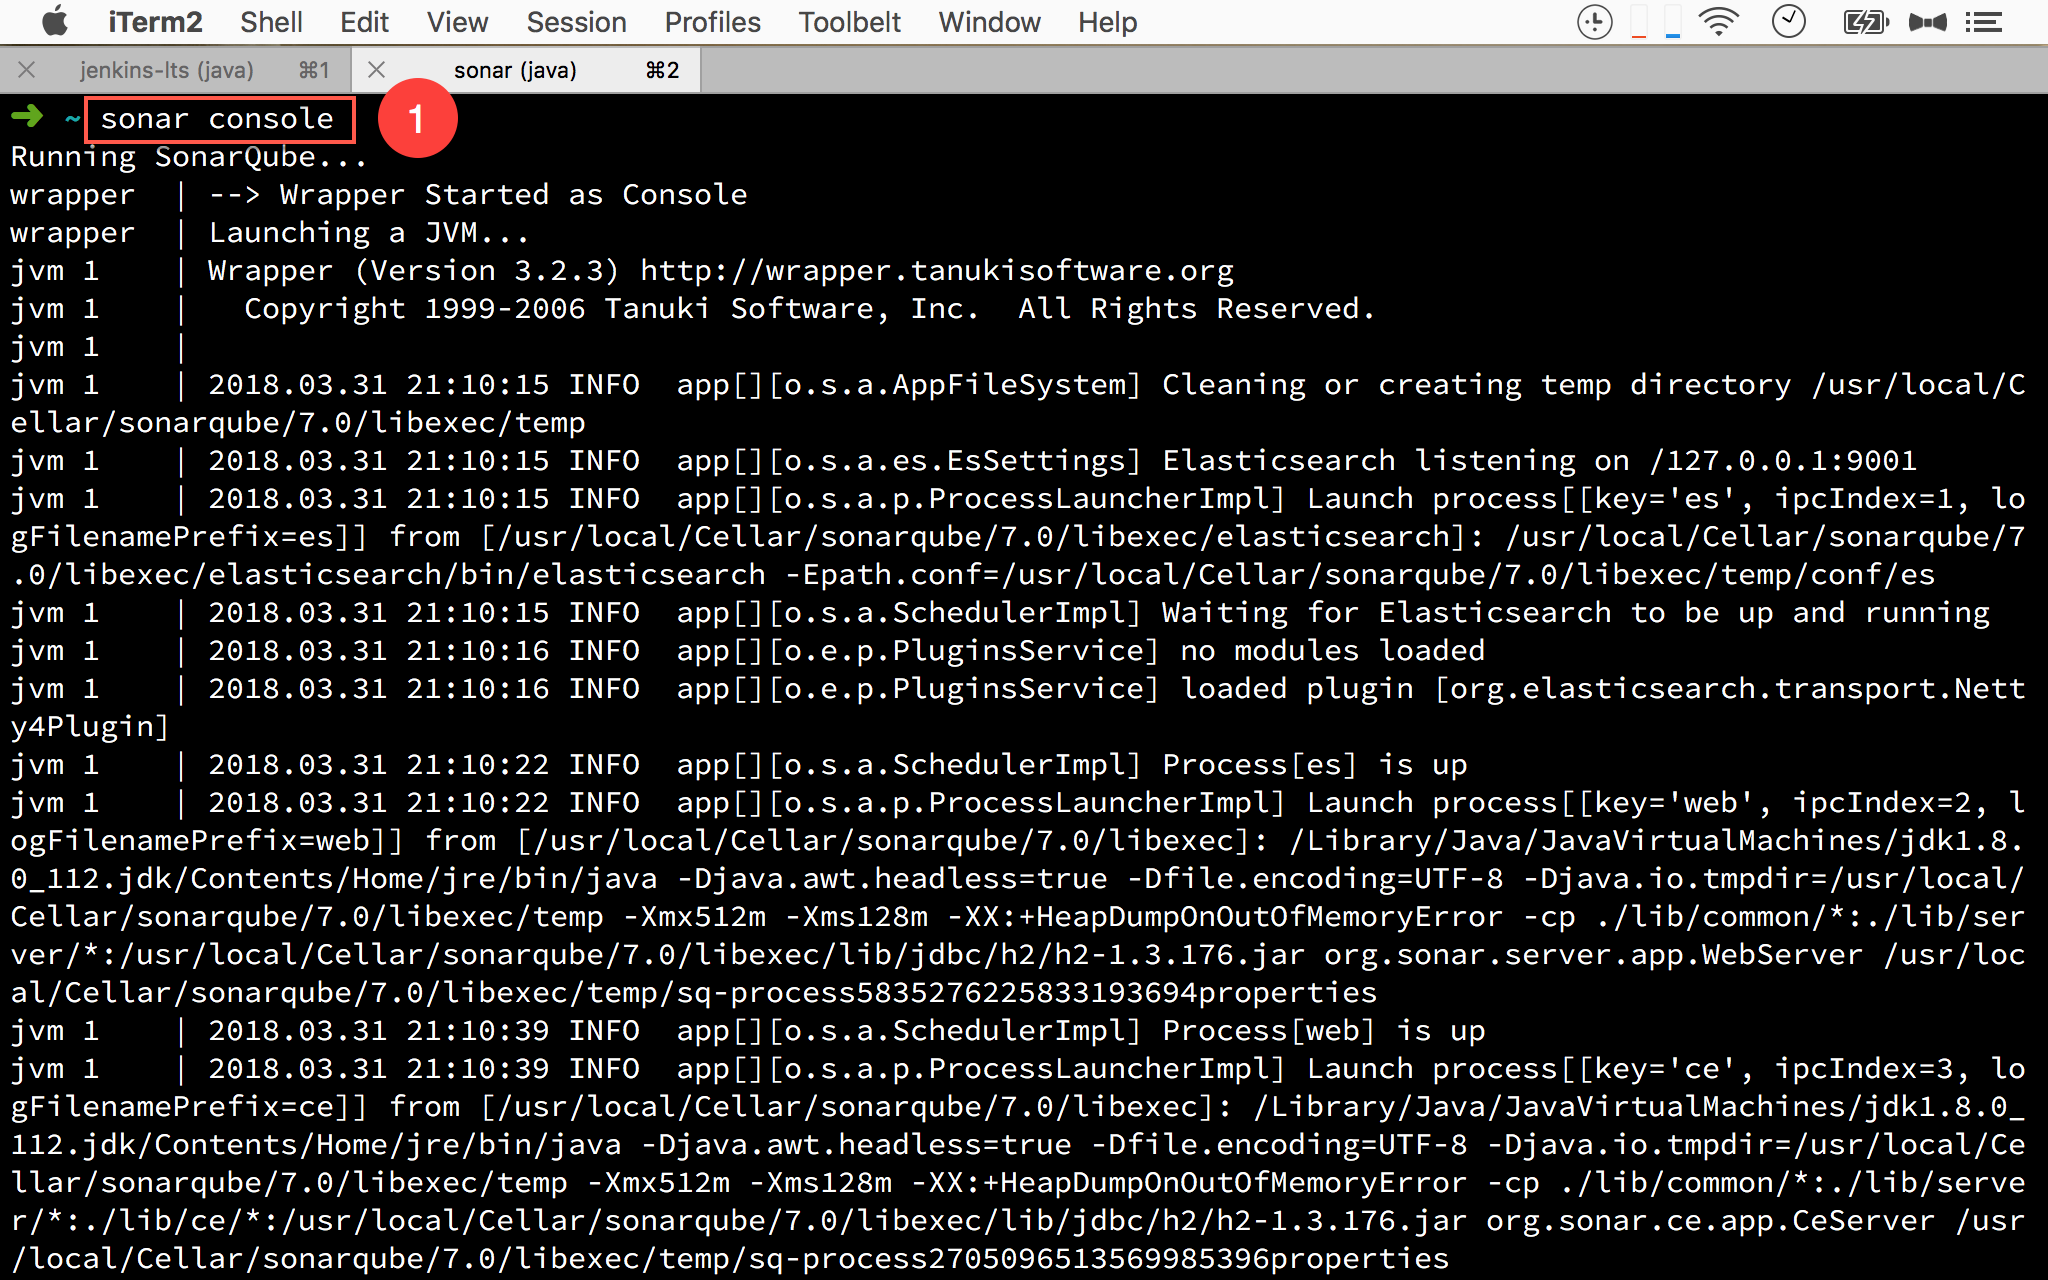 iTerm2 Shell Edit View Session Profiles Toolbelt Window Help
jenkins-lts (java) ⌘1 sonar (java) ⌘2
➜ ~ sonar console 1
Running SonarQube...
wrapper | --> Wrapper Started as Console
wrapper | Launching a JVM...
jvm 1 | Wrapper (Version 3.2.3) http://wrapper.tanukisoftware.org
jvm 1 | Copyright 1999-2006 Tanuki Software, Inc. All Rights Reserved.
jvm 1 |
jvm 1 | 2018.03.31 21:10:15 INFO app[][o.s.a.AppFileSystem] Cleaning or creating temp directory /usr/local/C
ellar/sonarqube/7.0/libexec/temp
jvm 1 | 2018.03.31 21:10:15 INFO app[][o.s.a.es.EsSettings] Elasticsearch listening on /127.0.0.1:9001
jvm 1 | 2018.03.31 21:10:15 INFO app[][o.s.a.p.ProcessLauncherImpl] Launch process[[key='es', ipcIndex=1, lo
gFilenamePrefix=es]] from [/usr/local/Cellar/sonarqube/7.0/libexec/elasticsearch]: /usr/local/Cellar/sonarqube/7
.0/libexec/elasticsearch/bin/elasticsearch -Epath.conf=/usr/local/Cellar/sonarqube/7.0/libexec/temp/conf/es
jvm 1 | 2018.03.31 21:10:15 INFO app[][o.s.a.SchedulerImpl] Waiting for Elasticsearch to be up and running
jvm 1 | 2018.03.31 21:10:16 INFO app[][o.e.p.PluginsService] no modules loaded
jvm 1 | 2018.03.31 21:10:16 INFO app[][o.e.p.PluginsService] loaded plugin [org.elasticsearch.transport.Nett
y4Plugin]
jvm 1 | 2018.03.31 21:10:22 INFO app[][o.s.a.SchedulerImpl] Process[es] is up
jvm 1 | 2018.03.31 21:10:22 INFO app[][o.s.a.p.ProcessLauncherImpl] Launch process[[key='web', ipcIndex=2, l
ogFilenamePrefix=web]] from [/usr/local/Cellar/sonarqube/7.0/libexec]: /Library/Java/JavaVirtualMachines/jdk1.8.
0_112.jdk/Contents/Home/jre/bin/java -Djava.awt.headless=true -Dfile.encoding=UTF-8 -Djava.io.tmpdir=/usr/local/
Cellar/sonarqube/7.0/libexec/temp -Xmx512m -Xms128m -XX:+HeapDumpOnOutOfMemoryError -cp ./lib/common/*:./lib/ser
ver/*:/usr/local/Cellar/sonarqube/7.0/libexec/lib/jdbc/h2/h2-1.3.176.jar org.sonar.server.app.WebServer /usr/loc
al/Cellar/sonarqube/7.0/libexec/temp/sq-process5835276225833193694properties
jvm 1 | 2018.03.31 21:10:39 INFO app[][o.s.a.SchedulerImpl] Process[web] is up
jvm 1 | 2018.03.31 21:10:39 INFO app[][o.s.a.p.ProcessLauncherImpl] Launch process[[key='ce', ipcIndex=3, lo
gFilenamePrefix=ce]] from [/usr/local/Cellar/sonarqube/7.0/libexec]: /Library/Java/JavaVirtualMachines/jdk1.8.0_
112.jdk/Contents/Home/jre/bin/java -Djava.awt.headless=true -Dfile.encoding=UTF-8 -Djava.io.tmpdir=/usr/local/Ce
llar/sonarqube/7.0/libexec/temp -Xmx512m -Xms128m -XX:+HeapDumpOnOutOfMemoryError -cp ./lib/common/*:./lib/serve
r/*:./lib/ce/*:/usr/local/Cellar/sonarqube/7.0/libexec/lib/jdbc/h2/h2-1.3.176.jar org.sonar.ce.app.CeServer /usr
/local/Cellar/sonarqube/7.0/libexec/temp/sq-process2705096513569985396properties